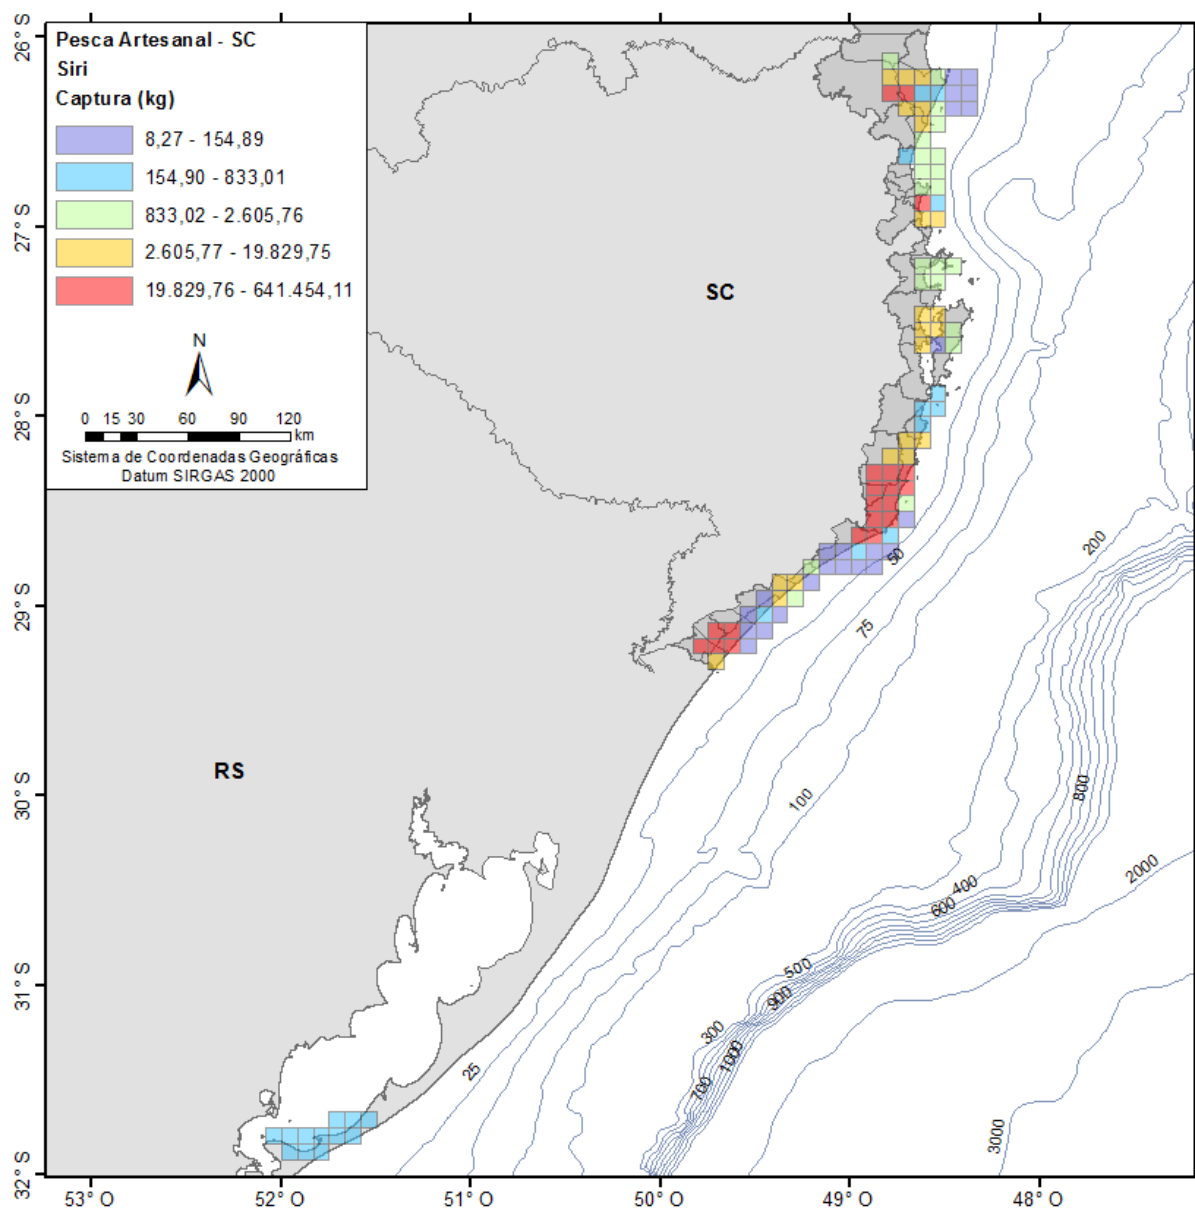 Pesca Artesanal - SC
Siri
Captura (kg)
8,27 - 154,89
154,90 - 833,01
833,02 - 2.605,76
2.605,77 - 19.829,75
19.829,76 - 641.454,11
N
0 15 30 60 90 120
km
Sistema de Coordenadas Geográficas
Datum SIRGAS 2000
SC
RS
26° S
27° S
28° S
29° S
30° S
31° S
32° S
53° O
52° O
51° O
50° O
49° O
48° O
50
75
100
200
25
300
700
1000
500
900
400
600
800
2000
3000